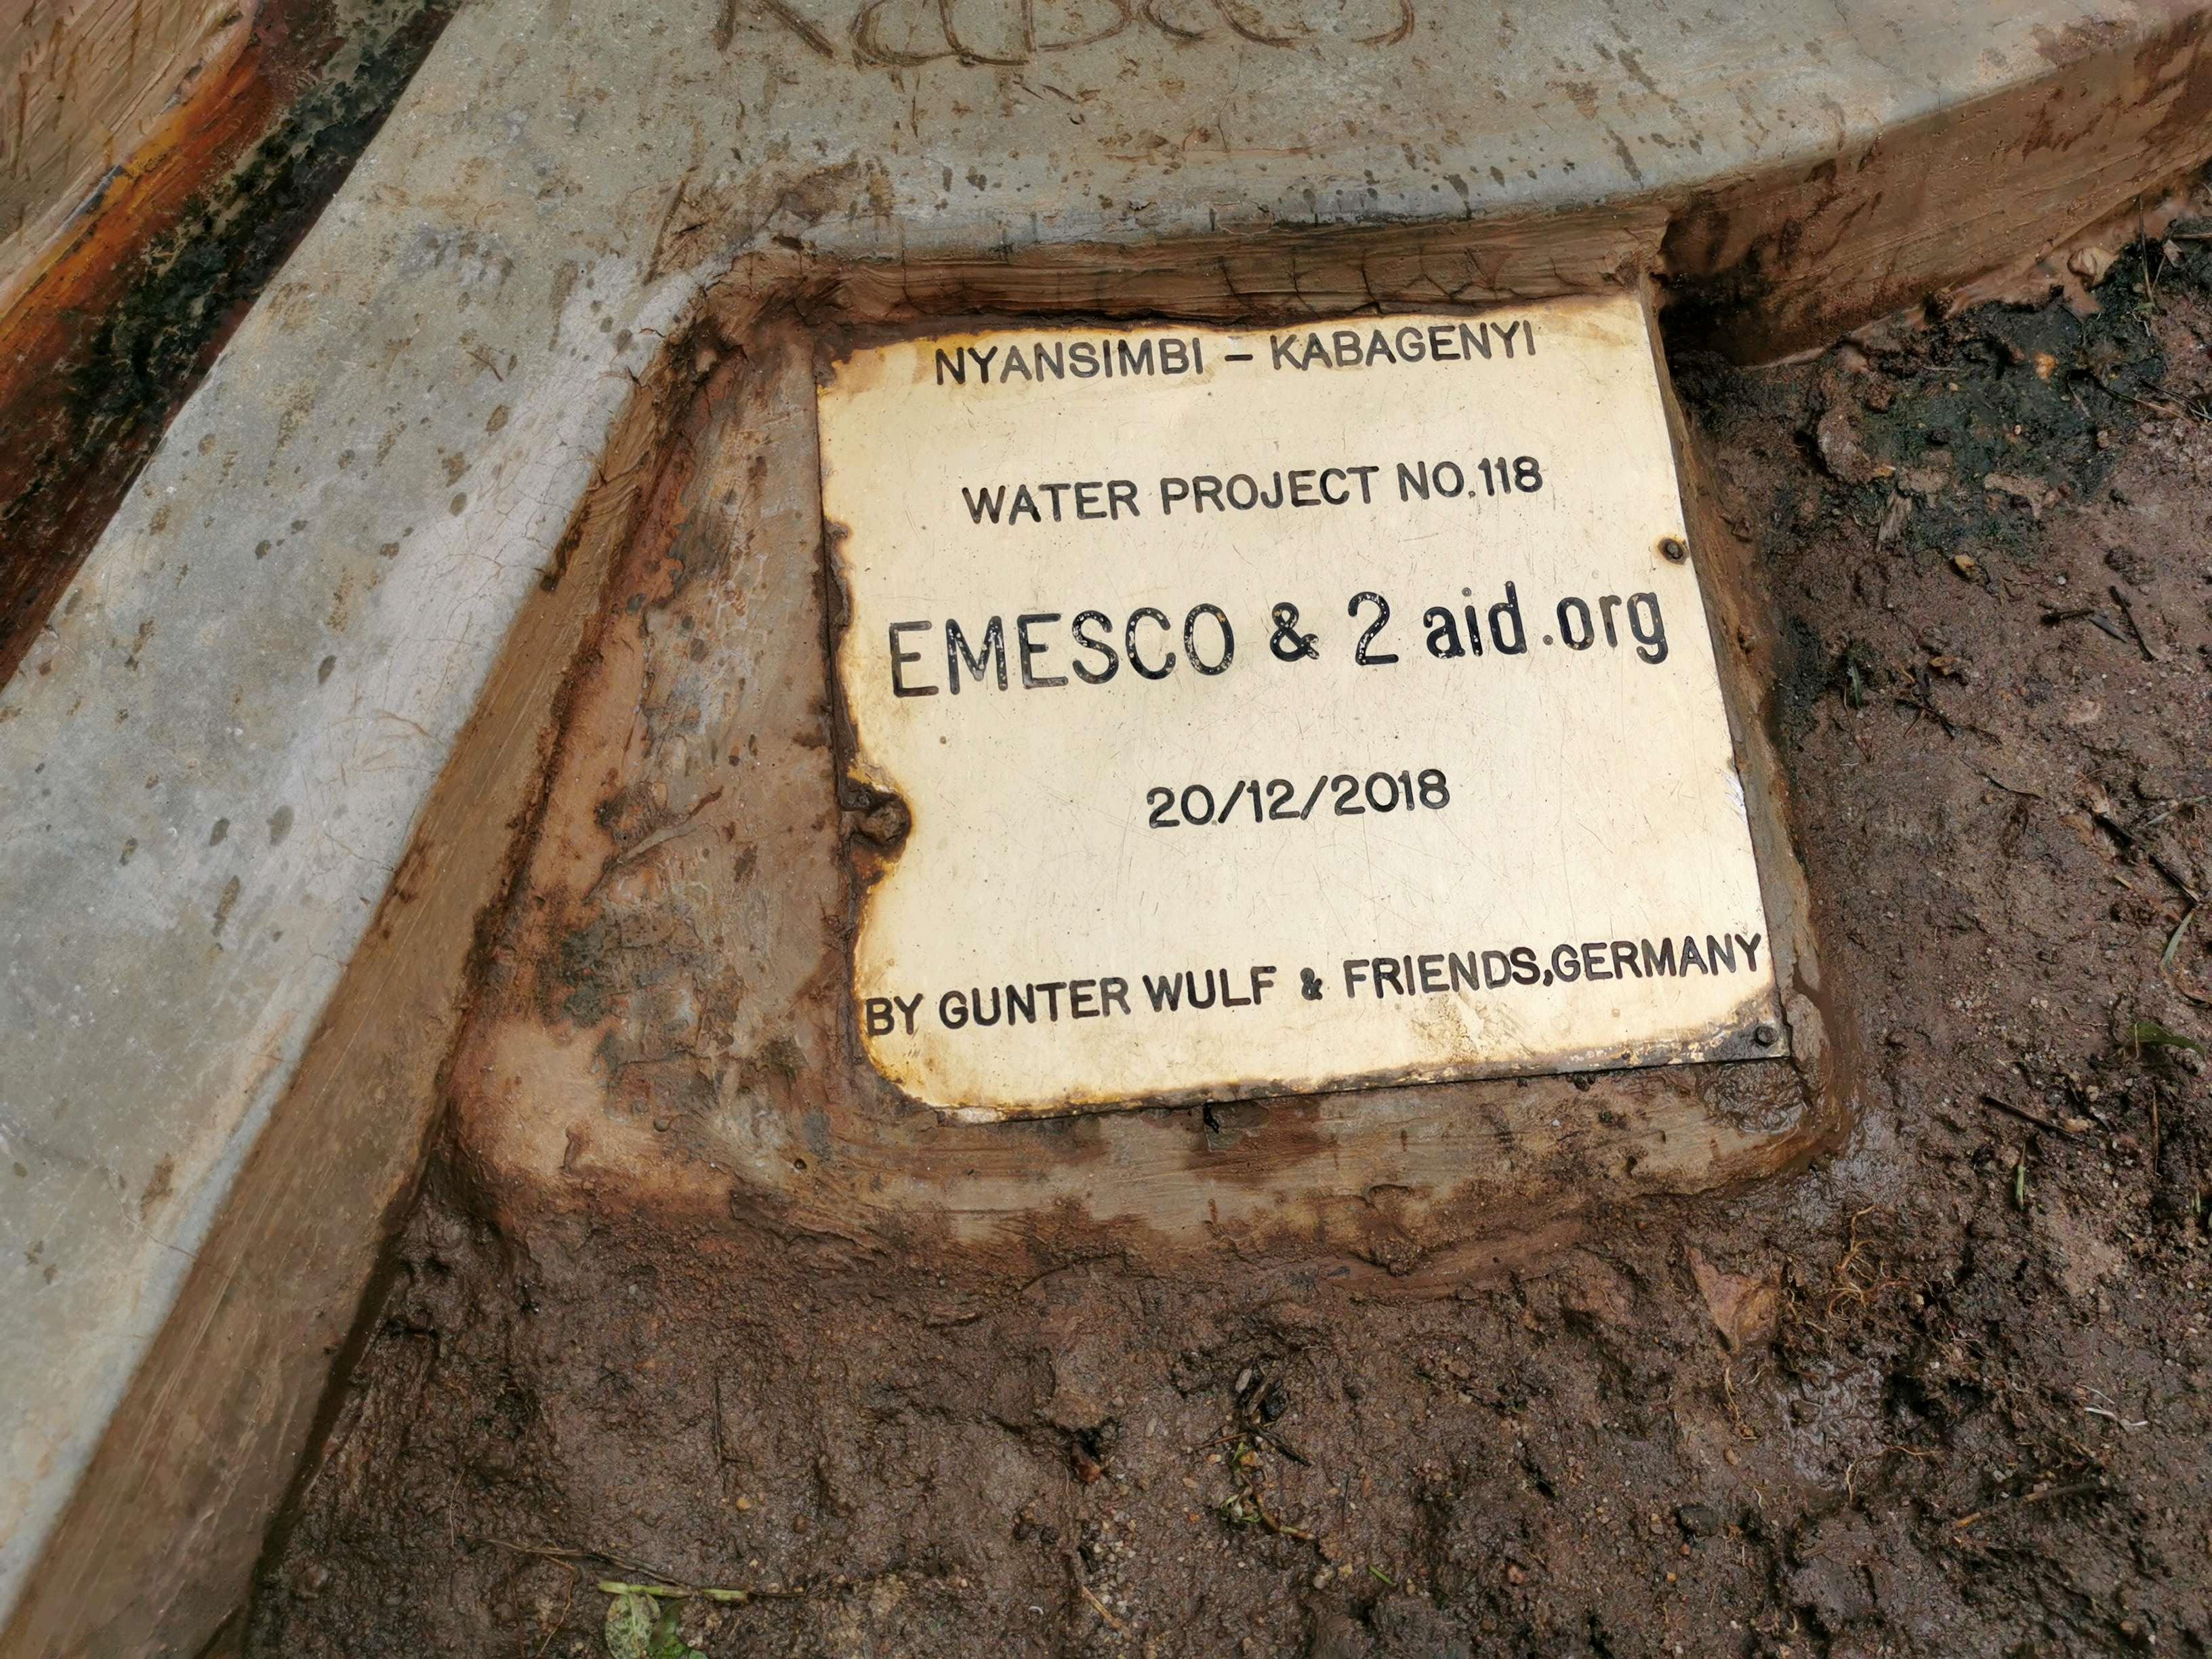 NYANSIMBI – KABAGENYI
WATER PROJECT NO.118
EMESCO & 2 aid.org
20/12/2018
BY GUNTER WULF & FRIENDS,GERMANY